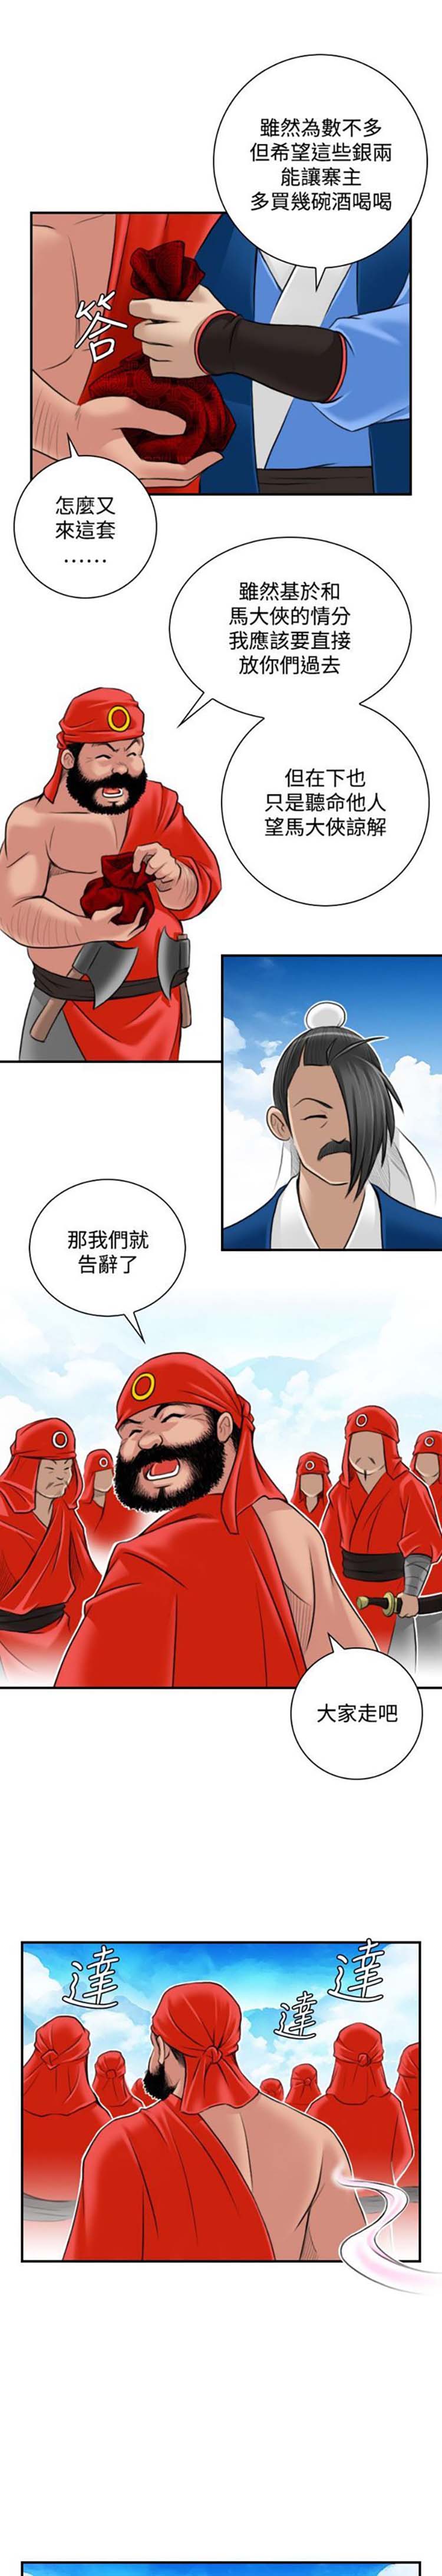 雖然為數不多
但希望這些銀兩
能讓寨主
多買幾碗酒喝喝
答
怎麼又
來這套
……
雖然基於和
馬大俠的情分
我應該要直接
放你們過去
但在下也
只是聽命他人
望馬大俠諒解
那我們就
告辭了
大家走吧
達
達
達